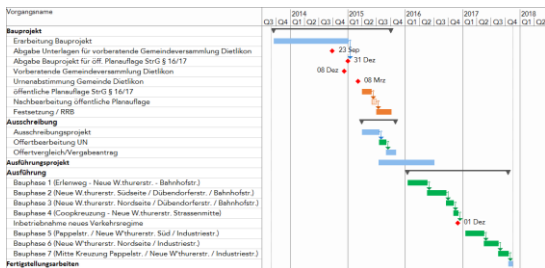 Vorgangname
2014 2015 2016 2017 2018
Q3 Q4 Q1 Q2 Q3 Q4 Q1 Q2 Q3 Q4 Q1 Q2 Q3 Q4 Q1 Q2 Q3 Q4 Q1 Q2
Bauprojekt
Erarbeitung Bauprojekt
Abgabe Unterlagen für vorberatende Gemeindeversammlung Dietlikon 23 Sep
Abgabe Bauprojekt für öff. Planauflage StrG § 16/17 31 Dez
Vorberatende Gemeindeversammlung Dietlikon 08 Dez
Urnenabstimmung Gemeinde Dietlikon 08 Mrz
öffentliche Planauflage StrG § 16/17
Nachbearbeitung öffentliche Planauflage
Festsetzung / RRB
Ausschreibung
Ausschreibungsprojekt
Offertbearbeitung UN
Offertvergleich/Vergabeantrag
Ausführungsprojekt
Ausführung
Bauphase 1 (Erlenweg - Neue W.thurerstr. - Bahnhofstr.)
Bauphase 2 (Neue W.thurerstr. Südseite / Dübendorferstr. / Bahnhofstr.)
Bauphase 3 (Neue W.thurerstr. Nordseite / Dübendorferstr. / Bahnhofstr.)
Bauphase 4 (Coopkreuzung - Neue W.thurerstr. Strassenmitte)
Inbetriebnahme neues Verkehrsregime 01 Dez
Bauphase 5 (Pappelstr. / Neue W'thurerstr. Süd / Industriestr.)
Bauphase 6 (Neue W'thurerstr. Nordseite / Industriestr.)
Bauphase 7 (Mitte Kreuzung Pappelstr. / Neue W'thurerstr. / Industriestr.)
Fertigstellungsarbeiten